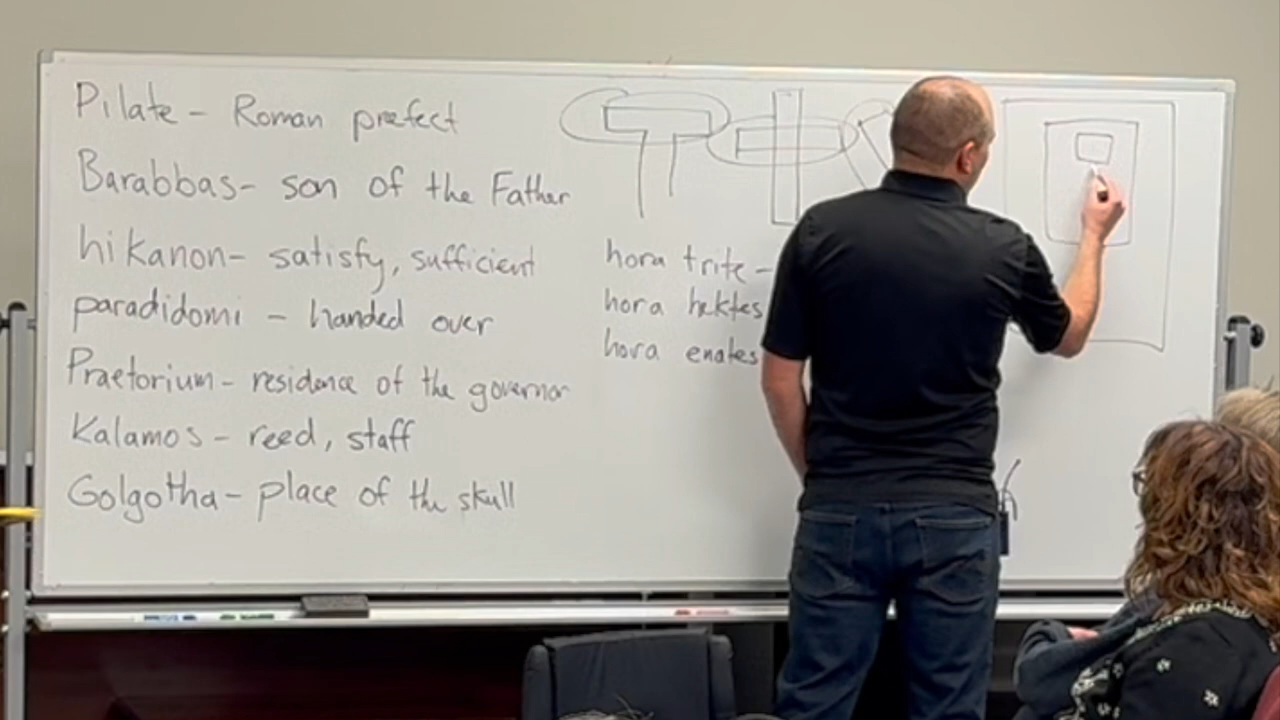 Pilate - Roman prefect
Barabbas - son of the Father
hikanon - satisfy, sufficient
paradidomi - handed over
Praetorium - residence of the governor
Kalamos - reed, staff
Golgotha - place of the skull
hora trite -
hora hektes
hora enates